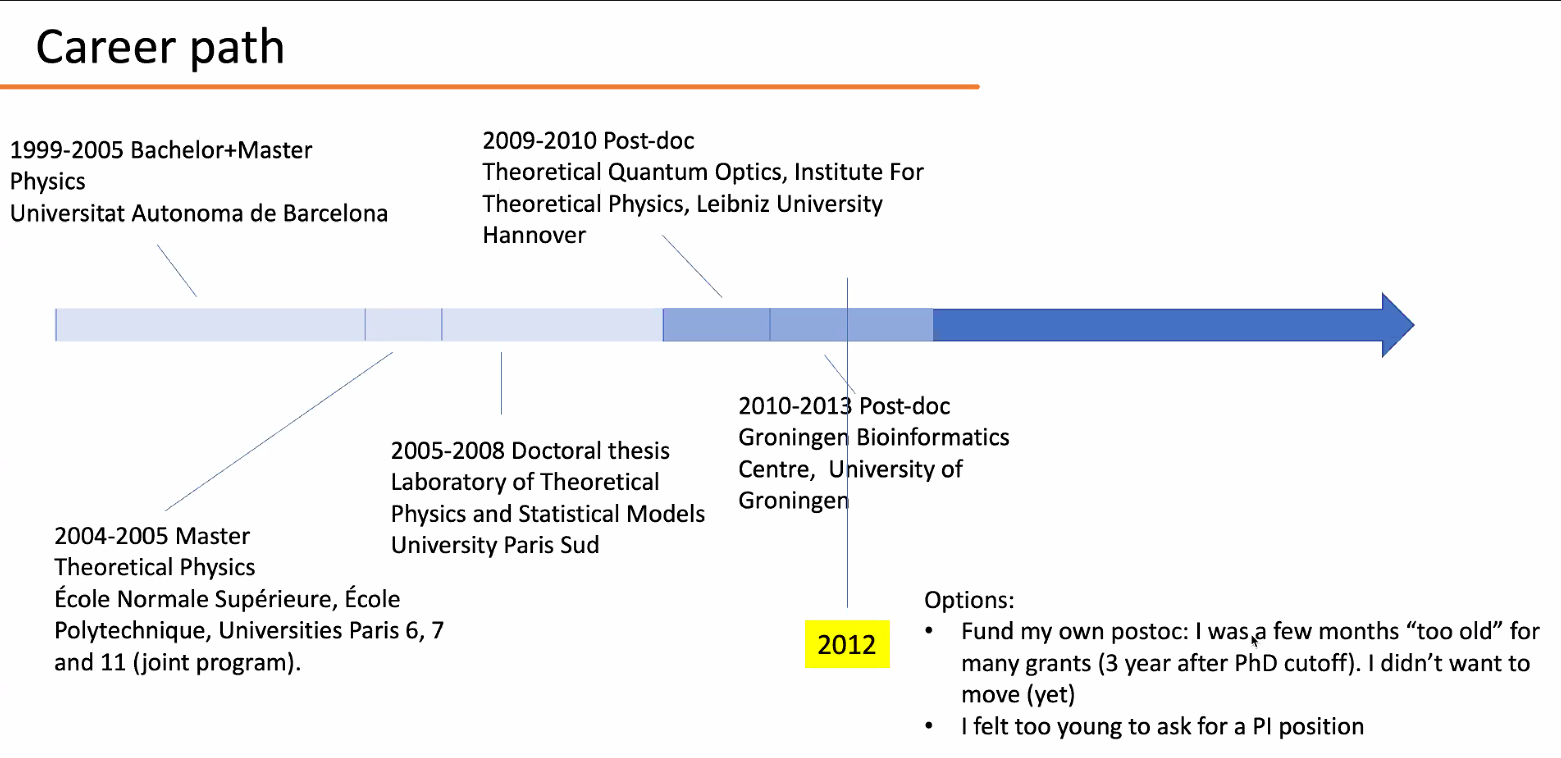 Career path
1999-2005 Bachelor+Master
Physics
Universitat Autonoma de Barcelona
2009-2010 Post-doc
Theoretical Quantum Optics, Institute For
Theoretical Physics, Leibniz University
Hannover
2010-2013 Post-doc
Groningen Bioinformatics
Centre, University of
Groningen
2005-2008 Doctoral thesis
Laboratory of Theoretical
Physics and Statistical Models
University Paris Sud
2004-2005 Master
Theoretical Physics
École Normale Supérieure, École
Polytechnique, Universities Paris 6, 7
and 11 (joint program).
2012
Options:
• Fund my own postoc: I was a few months “too old” for
many grants (3 year after PhD cutoff). I didn’t want to
move (yet)
• I felt too young to ask for a PI position